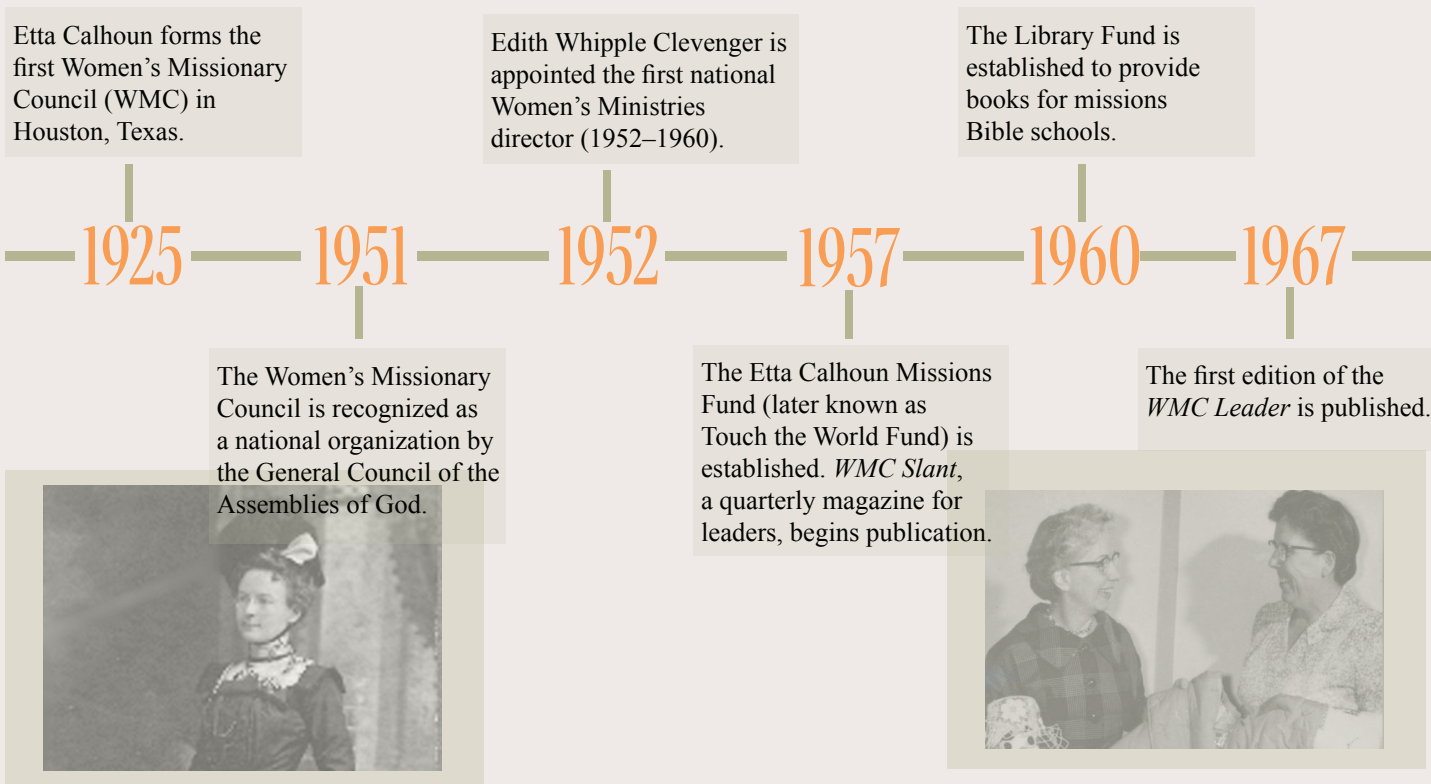 Etta Calhoun forms the
first Women’s Missionary
Council (WMC) in
Houston, Texas.
Edith Whipple Clevenger is
appointed the first national
Women’s Ministries
director (1952–1960).
The Library Fund is
established to provide
books for missions
Bible schools.
1925 1951 1952 1957 1960 1967
The Women’s Missionary
Council is recognized as
a national organization by
the General Council of the
Assemblies of God.
The Etta Calhoun Missions
Fund (later known as
Touch the World Fund) is
established. WMC Slant,
a quarterly magazine for
leaders, begins publication.
The first edition of the
WMC Leader is published.